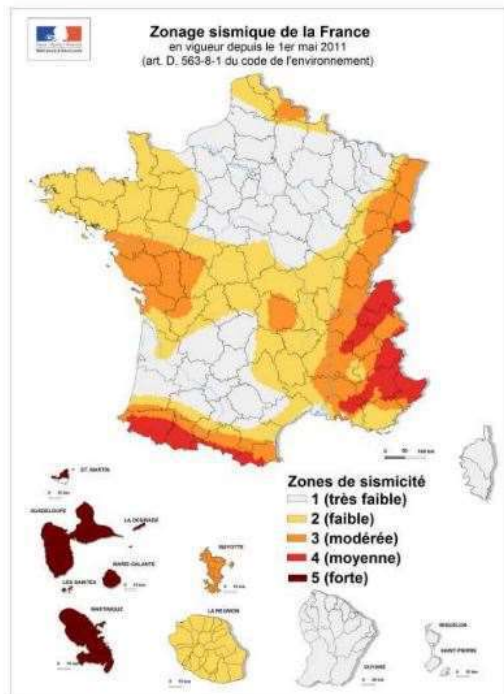 Zonage sismique de la France
en vigueur depuis le 1er mai 2011
(art. D. 563-8-1 du code de l'environnement)
Zones de sismicité
1 (très faible)
2 (faible)
3 (modérée)
4 (moyenne)
5 (forte)
ST. MARTIN
GUADELOUPE
LA DESIRADE
MARIE-GALANTE
LES SAINTES
MARTINIQUE
MAYOTTE
LA REUNION
GUYANE
MIQUELON
SAINT-PIERRE